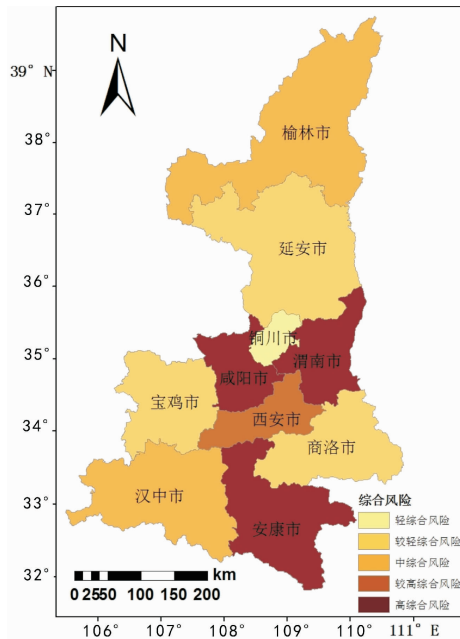 N
39° N
38°
37°
36°
35°
34°
33°
32°
榆林市
延安市
铜川市
渭南市
咸阳市
宝鸡市
西安市
商洛市
汉中市
安康市
综合风险
轻综合风险
较轻综合风险
中综合风险
较高综合风险
高综合风险
km
0 25 50 100 150 200
106° 107° 108° 109° 110° 111° E